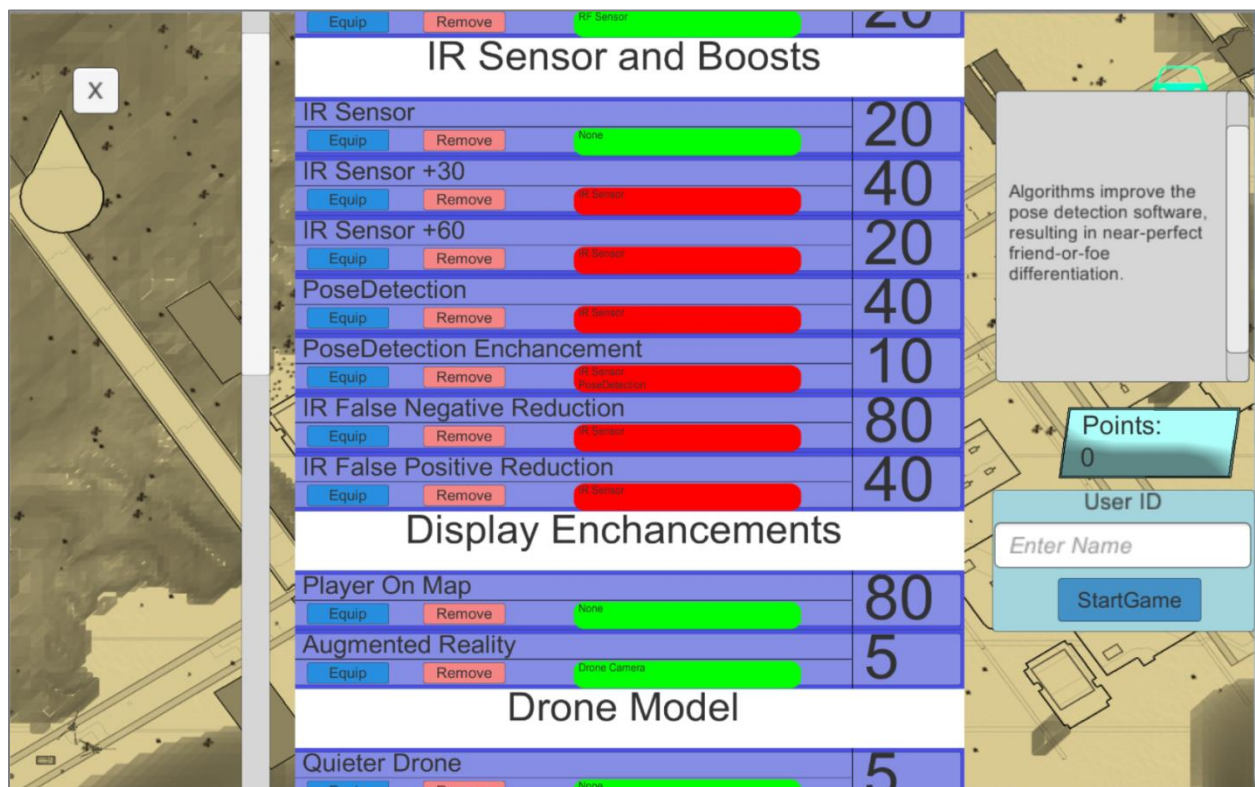 Equip Remove RF Sensor 20
IR Sensor and Boosts
X
IR Sensor 20
Equip Remove None
IR Sensor +30 40
Equip Remove IR Sensor
IR Sensor +60 20
Equip Remove IR Sensor
PoseDetection 40
Equip Remove IR Sensor
PoseDetection Enchancement 10
Equip Remove IR Sensor
PoseDetection
IR False Negative Reduction 80
Equip Remove IR Sensor
IR False Positive Reduction 40
Equip Remove IR Sensor
Display Enchancements
Player On Map 80
Equip Remove None
Augmented Reality 5
Equip Remove Drone Camera
Drone Model
Quieter Drone 5
Equip Remove None
Algorithms improve the
pose detection software,
resulting in near-perfect
friend-or-foe
differentiation.
Points:
0
User ID
Enter Name
StartGame